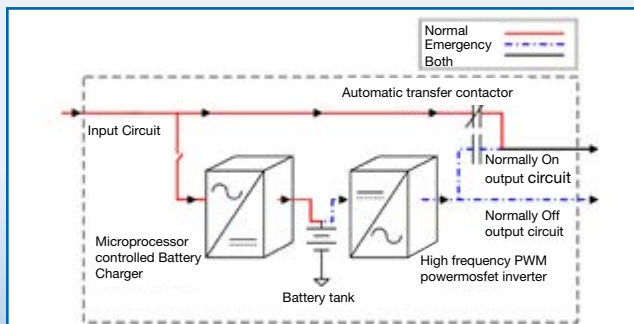 Normal
Emergency
Both
Automatic transfer contactor
Input Circuit
Normally On
output circuit
Normally Off
output circuit
Microprocessor
controlled Battery
Charger
High frequency PWM
powermosfet inverter
Battery tank